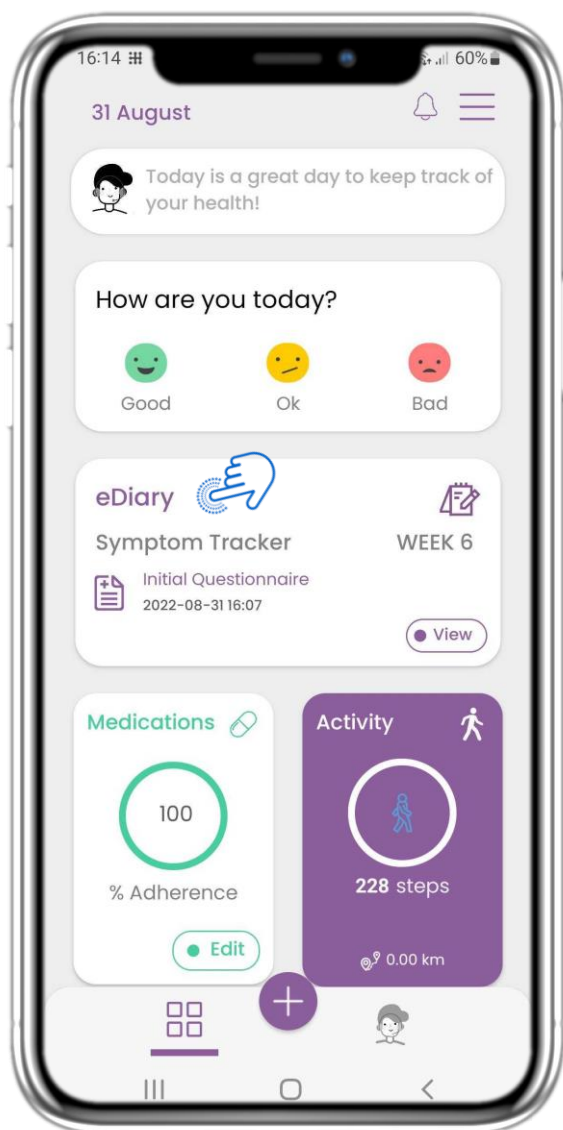 16:14
60%
31 August
Today is a great day to keep track of
your health!
How are you today?
Good
Ok
Bad
eDiary
Symptom Tracker
WEEK 6
Initial Questionnaire
2022-08-31 16:07
View
Medications
100
% Adherence
Edit
Activity
228 steps
0.00 km